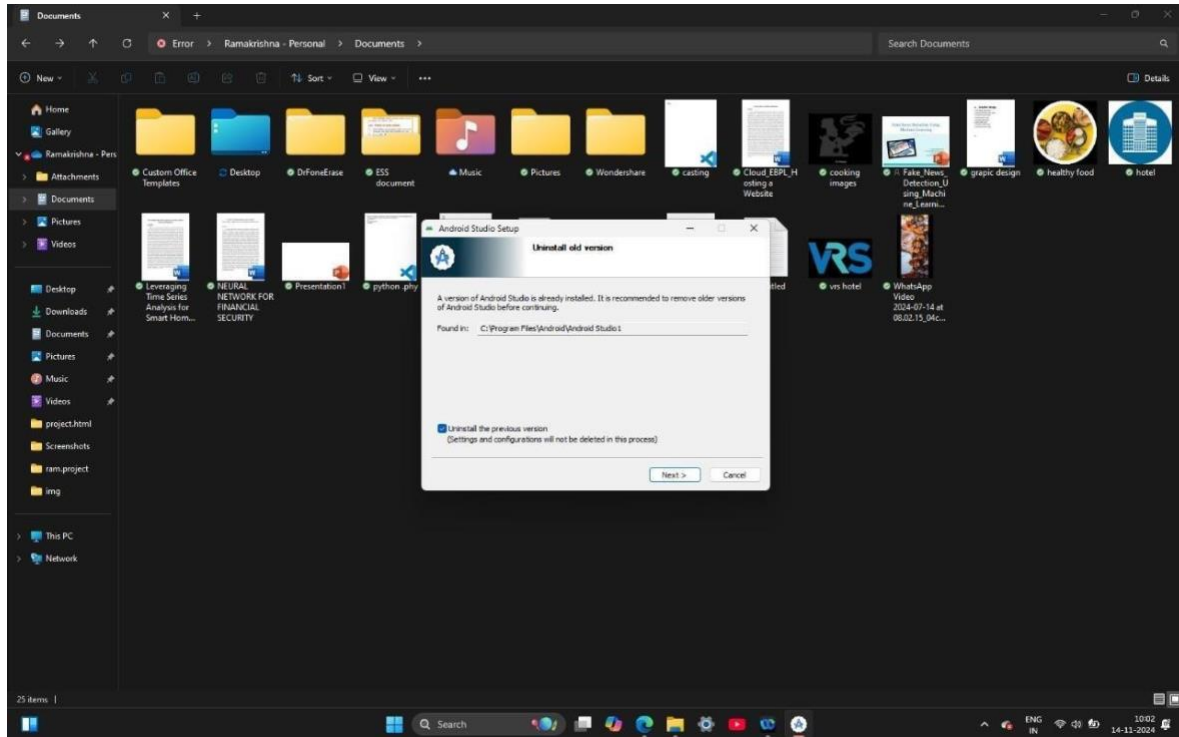 Documents
Error > Ramakrishna - Personal > Documents >
Search Documents
New
Sort
View
Details
Home
Gallery
Ramakrishna - Pers
Attachments
Documents
Pictures
Videos
Desktop
Downloads
Documents
Pictures
Music
Videos
project.html
Screenshots
ram.project
img
This PC
Network
Custom Office
Templates
Desktop
DrFoneErase
ESS
document
Music
Pictures
Wondershare
casting
Cloud_EBPL_H
osting a
Website
cooking
images
Fake_News_
Detection_U
sing_Machi
ne_Learni...
grapic design
healthy food
hotel
Leveraging
Time Series
Analysis for
Smart Hom...
NEURAL
NETWORK FOR
FINANCIAL
SECURITY
Presentation1
python .phy
VRS
vrs hotel
WhatsApp
Video
2024-07-14 at
08.02.15_04c...
Android Studio Setup
Uninstall old version
A version of Android Studio is already installed. It is recommended to remove older versions
of Android Studio before continuing.
Found in: C:\Program Files\Android\Android Studio1
Uninstall the previous version
(Settings and configurations will not be deleted in this process)
Next >
Cancel
25 items
Search
ENG
IN
10:02
14-11-2024